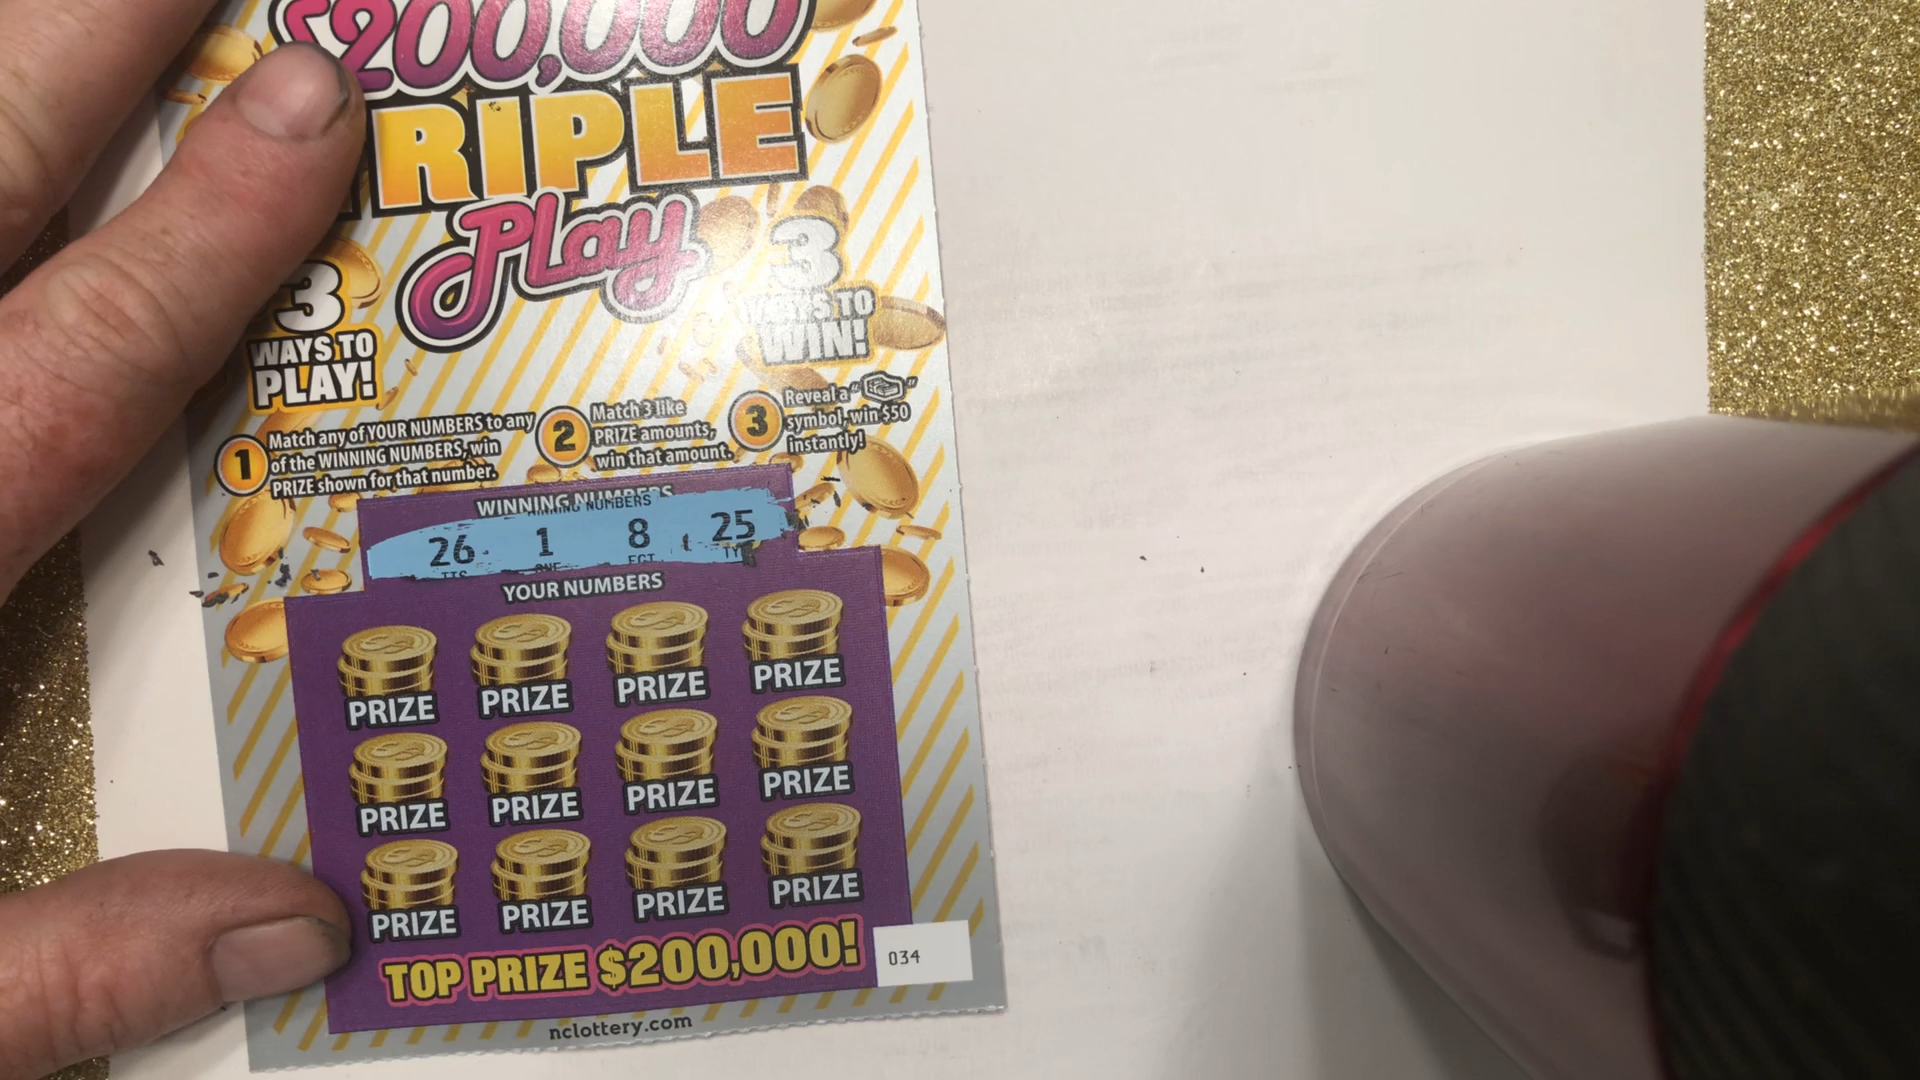 $200,000
TRIPLE
Play
3
WAYS TO
PLAY!
3
WAYS TO
WIN!
1 Match any of YOUR NUMBERS to any
of the WINNING NUMBERS, win
PRIZE shown for that number.
2 Match 3 like
PRIZE amounts,
win that amount.
3 Reveal a " "
symbol, win $50
instantly!
WINNING NUMBERS
WINNING NUMBERS
26 1 8 25
YOUR NUMBERS
PRIZE PRIZE PRIZE PRIZE
PRIZE PRIZE PRIZE PRIZE
PRIZE PRIZE PRIZE PRIZE
TOP PRIZE $200,000!
034
nclottery.com